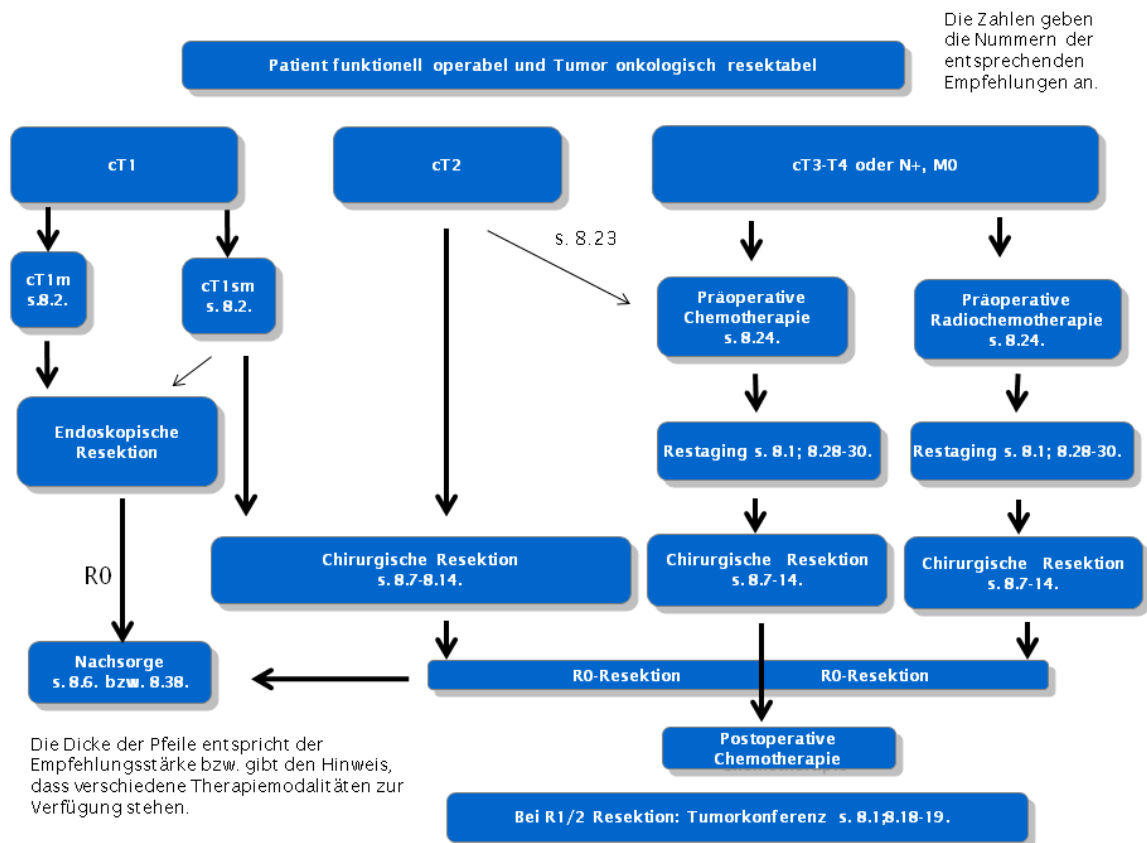 Die Zahlen geben
die Nummern der
entsprechenden
Empfehlungen an.
Patient funktionell operabel und Tumor onkologisch resektabel
cT1
cT2
cT3-T4 oder N+, M0
s. 8.23
cT1m
s.8.2.
cT1sm
s. 8.2.
Präoperative
Chemotherapie
s. 8.24.
Präoperative
Radiochemotherapie
s. 8.24.
Endoskopische
Resektion
Restaging s. 8.1; 8.28-30.
Restaging s. 8.1; 8.28-30.
R0
Chirurgische Resektion
s. 8.7-8.14.
Chirurgische Resektion
s. 8.7-14.
Chirurgische Resektion
s. 8.7-14.
Nachsorge
s. 8.6. bzw. 8.38.
R0-Resektion
R0-Resektion
Postoperative
Chemotherapie
Die Dicke der Pfeile entspricht der
Empfehlungsstärke bzw. gibt den Hinweis,
dass verschiedene Therapiemodalitäten zur
Verfügung stehen.
Bei R1/2 Resektion: Tumorkonferenz s. 8.1;8.18-19.